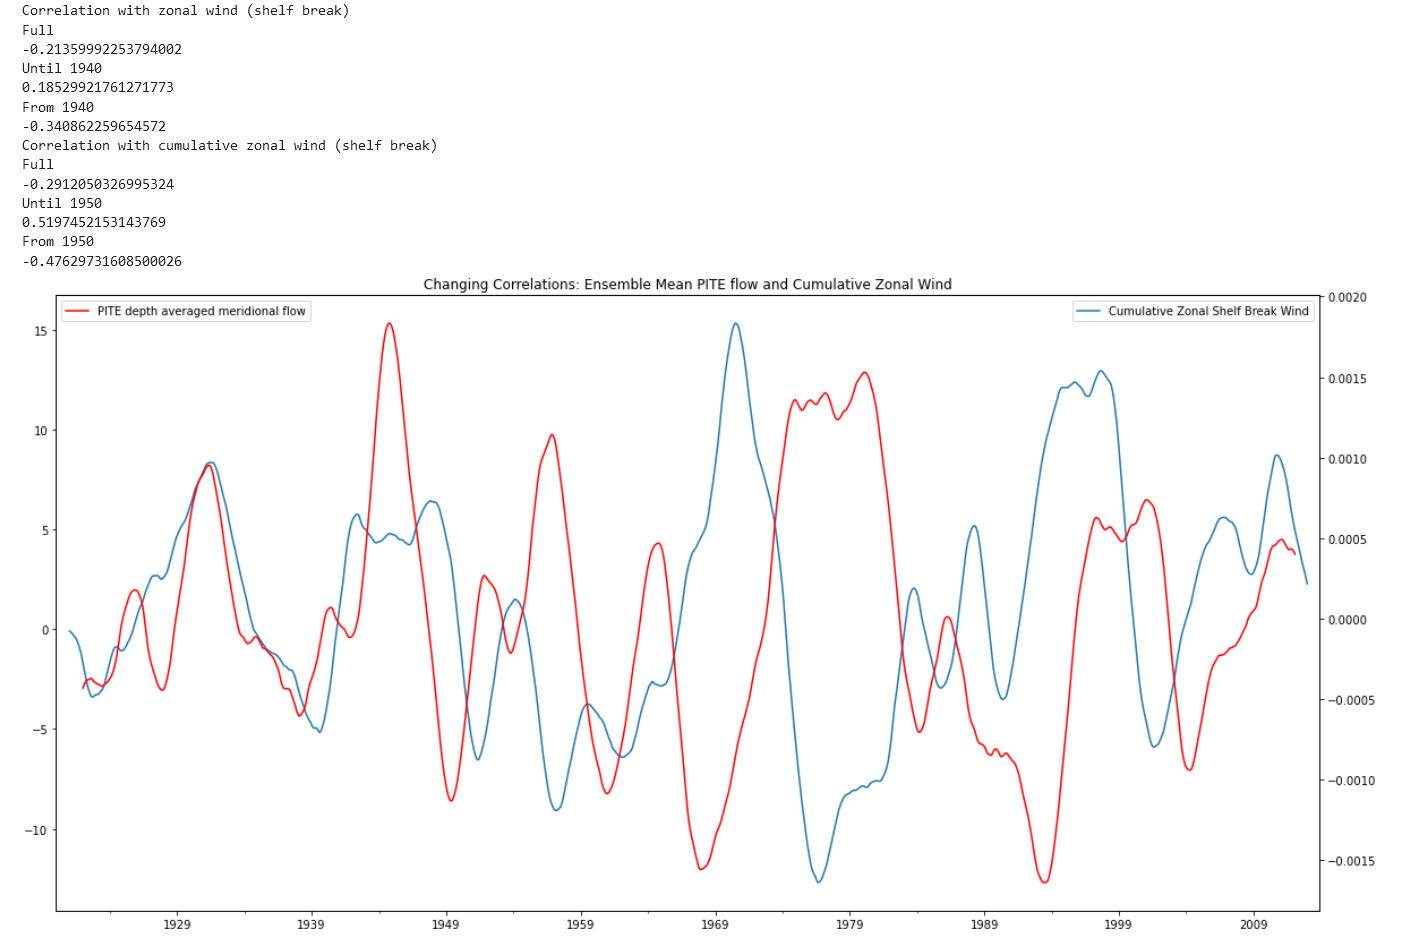 Correlation with zonal wind (shelf break)
Full
-0.21359992253794002
Until 1940
0.18529921761271773
From 1940
-0.340862259654572
Correlation with cumulative zonal wind (shelf break)
Full
-0.2912050326995324
Until 1950
0.5197452153143769
From 1950
-0.47629731608500026
Changing Correlations: Ensemble Mean PITE flow and Cumulative Zonal Wind
PITE depth averaged meridional flow
Cumulative Zonal Shelf Break Wind
15
10
5
0
−5
−10
0.0020
0.0015
0.0010
0.0005
0.0000
−0.0005
−0.0010
−0.0015
1929 1939 1949 1959 1969 1979 1989 1999 2009